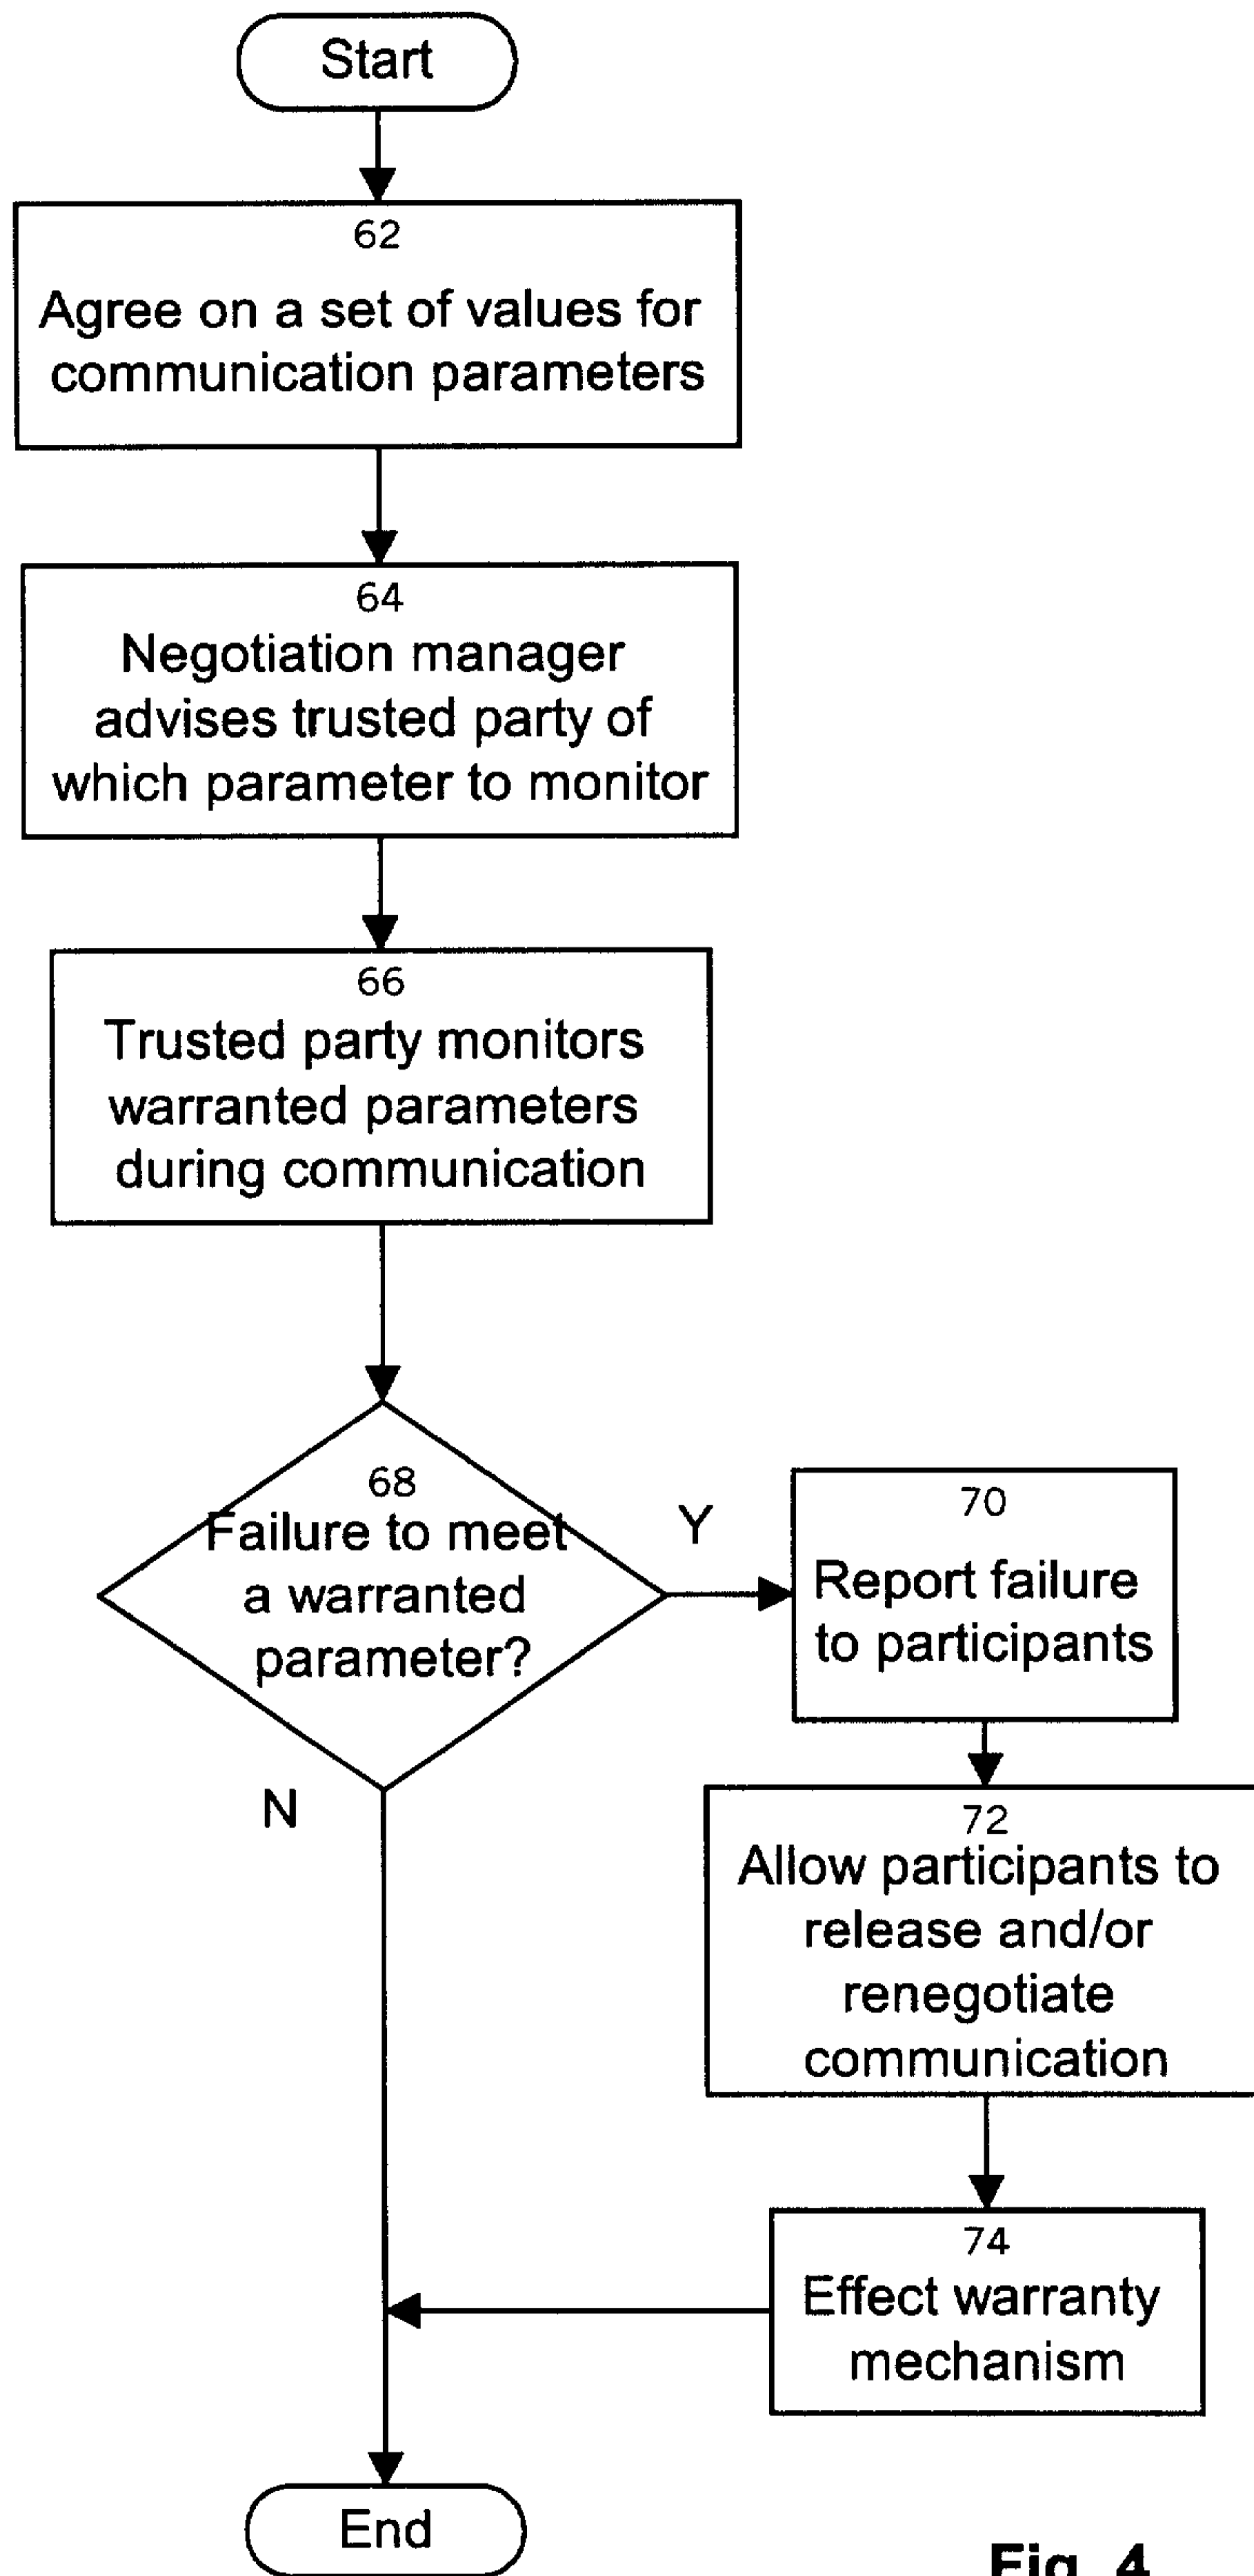 Start
62
Agree on a set of values for
communication parameters
64
Negotiation manager
advises trusted party of
which parameter to monitor
66
Trusted party monitors
warranted parameters
during communication
68
Failure to meet
a warranted
parameter?
Y
N
70
Report failure
to participants
72
Allow participants to
release and/or
renegotiate
communication
74
Effect warranty
mechanism
End
Fig. 4